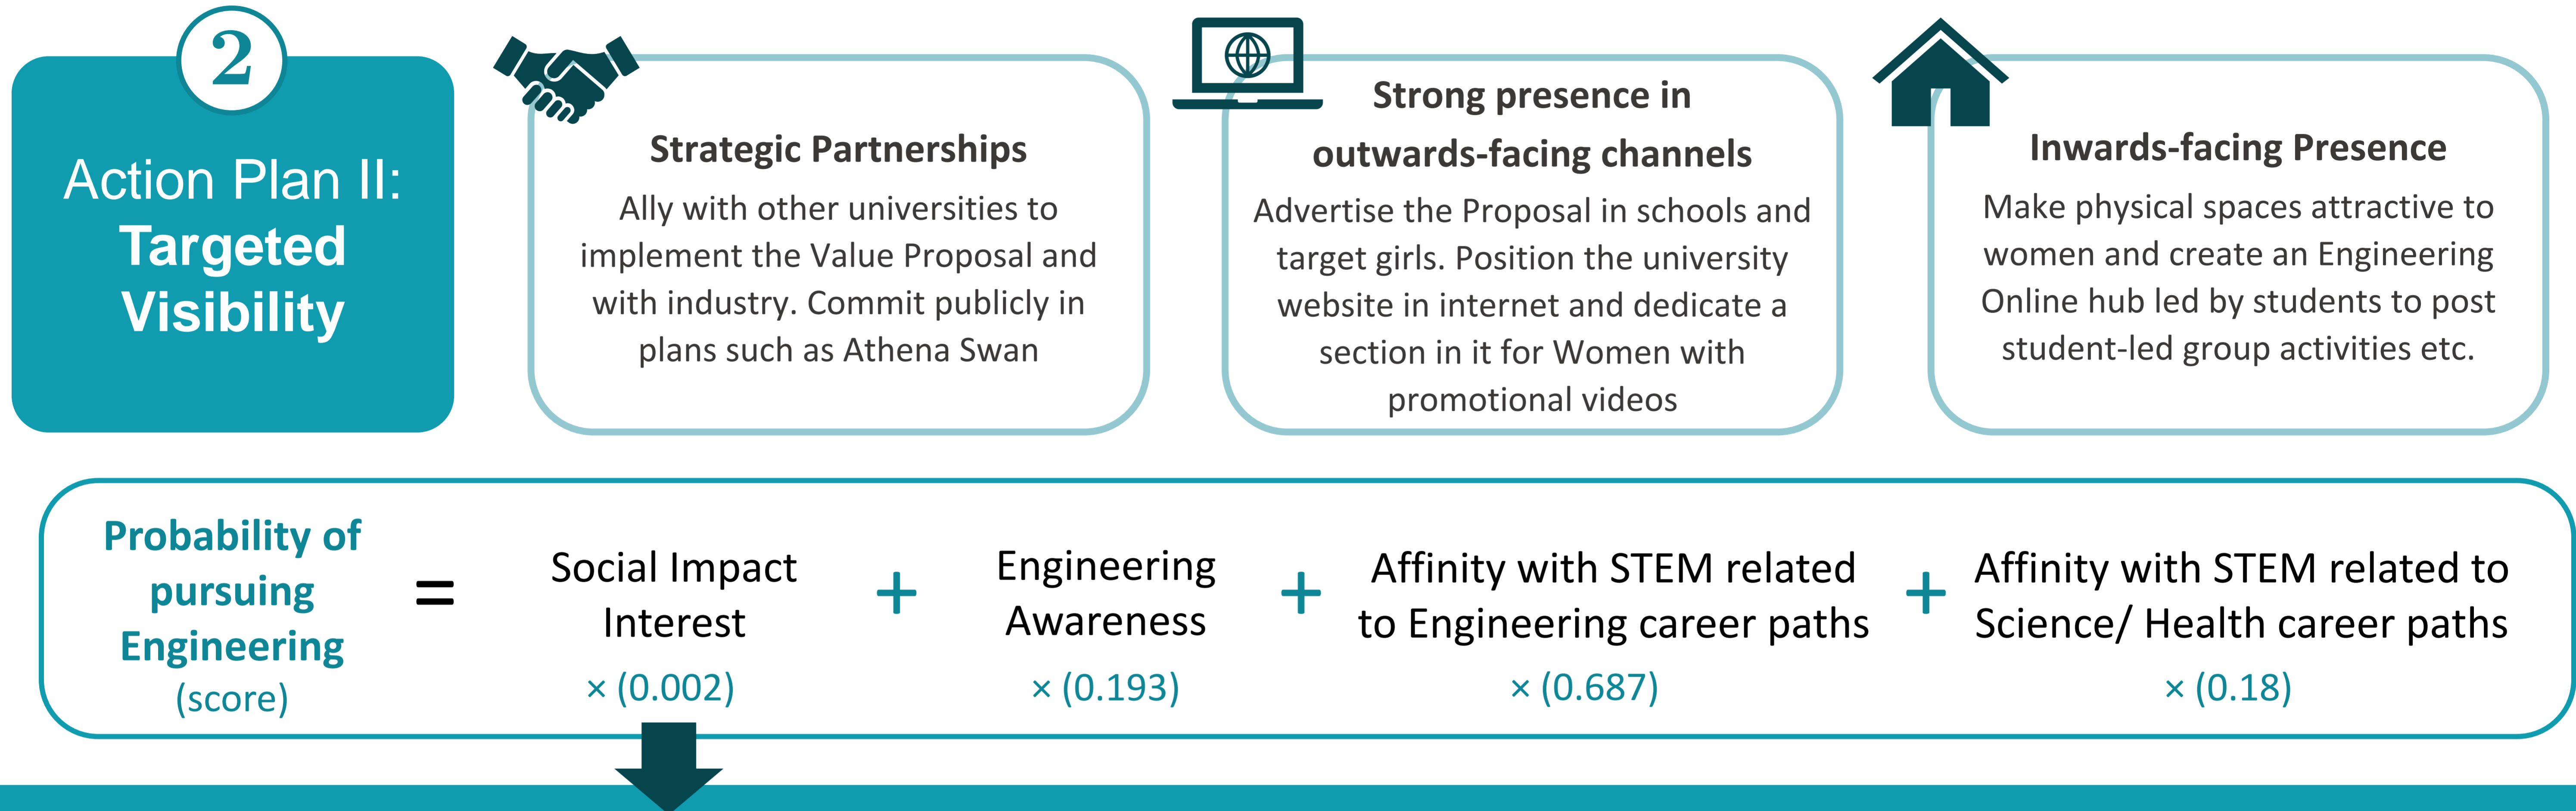 2
Action Plan II:
Targeted
Visibility
Strategic Partnerships
Ally with other universities to
implement the Value Proposal and
with industry. Commit publicly in
plans such as Athena Swan
Strong presence in
outwards-facing channels
Advertise the Proposal in schools and
target girls. Position the university
website in internet and dedicate a
section in it for Women with
promotional videos
Inwards-facing Presence
Make physical spaces attractive to
women and create an Engineering
Online hub led by students to post
student-led group activities etc.
Probability of
pursuing
Engineering
(score)
=
Social Impact
Interest
× (0.002)
+
Engineering
Awareness
× (0.193)
+
Affinity with STEM related
to Engineering career paths
× (0.687)
+
Affinity with STEM related to
Science/ Health career paths
× (0.18)